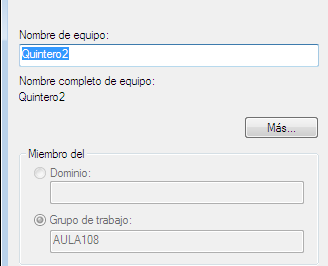 Nombre de equipo:
Quintero2
Nombre completo de equipo:
Quintero2
Más...
Miembro del
Dominio:
Grupo de trabajo:
AULA108